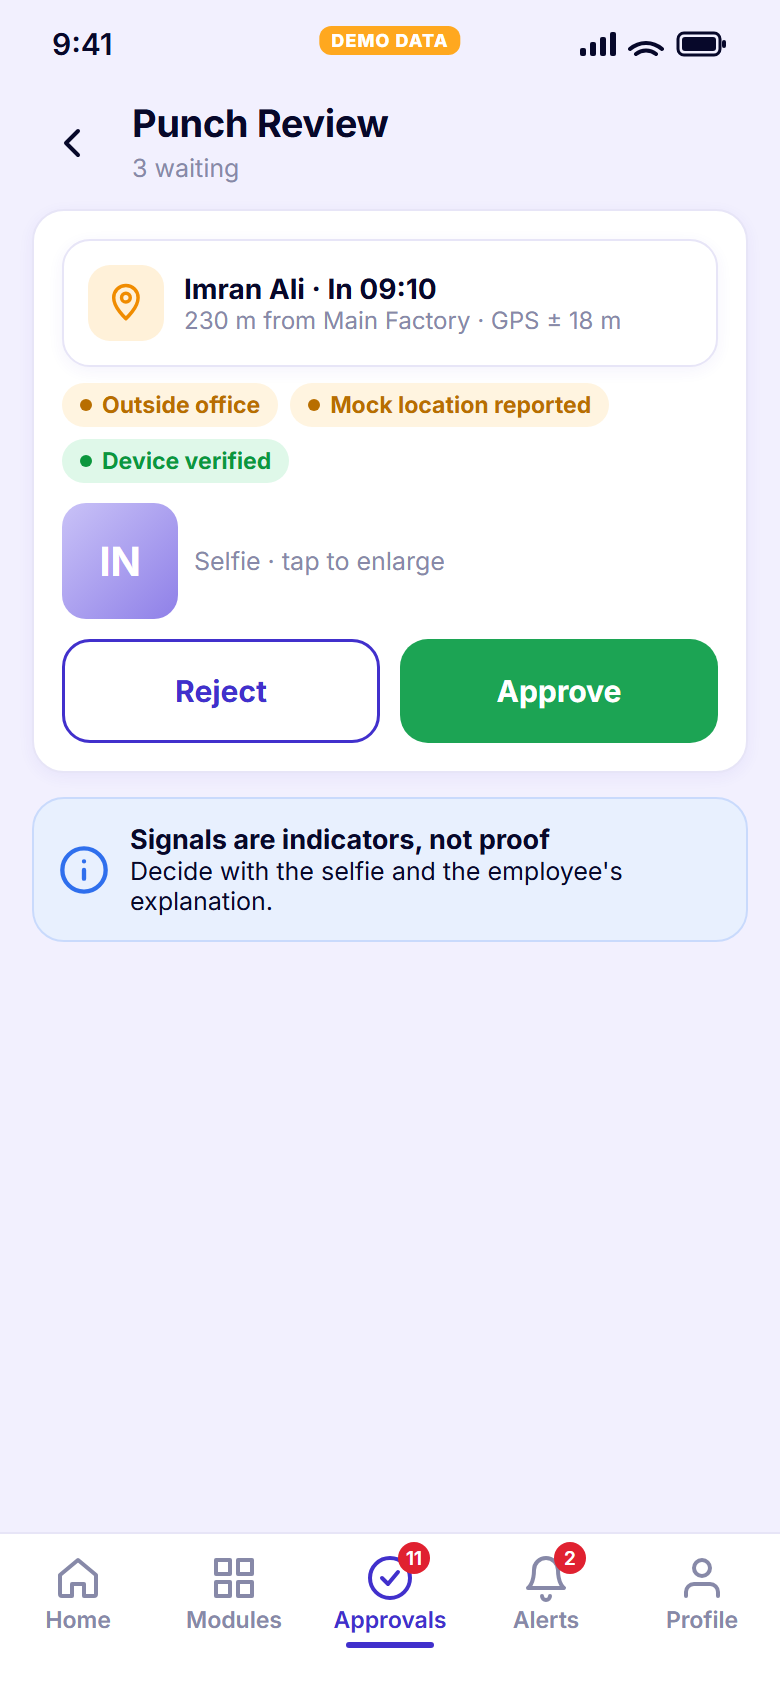 9:41
DEMO DATA
Punch Review
3 waiting
Imran Ali · In 09:10
230 m from Main Factory · GPS ± 18 m
Outside office
Mock location reported
Device verified
IN
Selfie · tap to enlarge
Reject
Approve
Signals are indicators, not proof
Decide with the selfie and the employee's
explanation.
11
2
Home
Modules
Approvals
Alerts
Profile